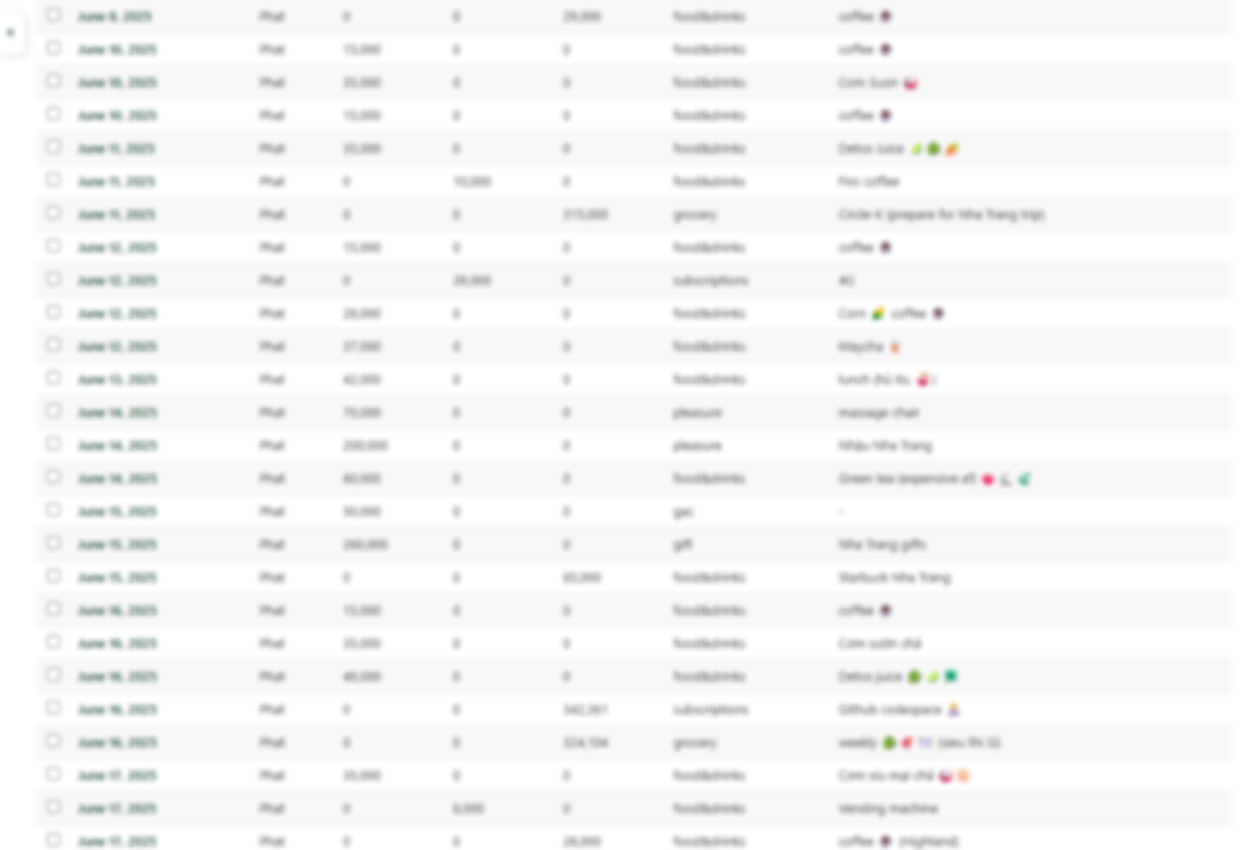 June 9, 2025 Phat 0 0 29,000 food&drinks coffee
June 10, 2025 Phat 15,000 0 0 food&drinks coffee
June 10, 2025 Phat 35,000 0 0 food&drinks Com Suon 🍚
June 10, 2025 Phat 15,000 0 0 food&drinks coffee
June 11, 2025 Phat 35,000 0 0 food&drinks Detox Juice
June 11, 2025 Phat 0 10,000 0 food&drinks coffee
June 11, 2025 Phat 0 0 315,000 grocery Circle-K (prepare for Nha Trang trip)
June 12, 2025 Phat 15,000 0 0 food&drinks coffee
June 12, 2025 Phat 0 39,000 0 subscriptions 4G
June 12, 2025 Phat 26,000 0 0 food&drinks Corn 🌽 coffee
June 12, 2025 Phat 37,000 0 0 food&drinks Maycha
June 13, 2025 Phat 42,000 0 0 food&drinks lunch (hủ tiu )
June 14, 2025 Phat 70,000 0 0 pleasure massage chair
June 14, 2025 Phat 200,000 0 0 pleasure Nhậu Nha Trang
June 14, 2025 Phat 60,000 0 0 food&drinks Green tea (expensive af)
June 15, 2025 Phat 50,000 0 0 gas -
June 15, 2025 Phat 260,000 0 0 gift Nha Trang gifts
June 15, 2025 Phat 0 0 65,000 food&drinks Starbuck Nha Trang
June 16, 2025 Phat 15,000 0 0 food&drinks coffee
June 16, 2025 Phat 35,000 0 0 food&drinks Cơm sườn chả
June 16, 2025 Phat 40,000 0 0 food&drinks Detox juice
June 16, 2025 Phat 0 0 342,361 subscriptions Github codespace
June 16, 2025 Phat 0 0 324,104 grocery weekly (sieu thi Si)
June 17, 2025 Phat 35,000 0 0 food&drinks Cơm xíu mại chả
June 17, 2025 Phat 0 6,000 0 food&drinks Vending machine
June 17, 2025 Phat 0 0 28,000 food&drinks coffee (Highland)